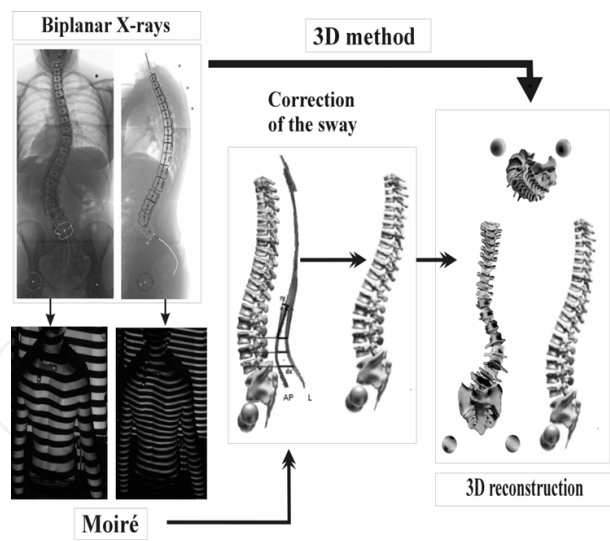 Biplanar X-rays
3D method
Correction
of the sway
AP L
Moiré
3D reconstruction